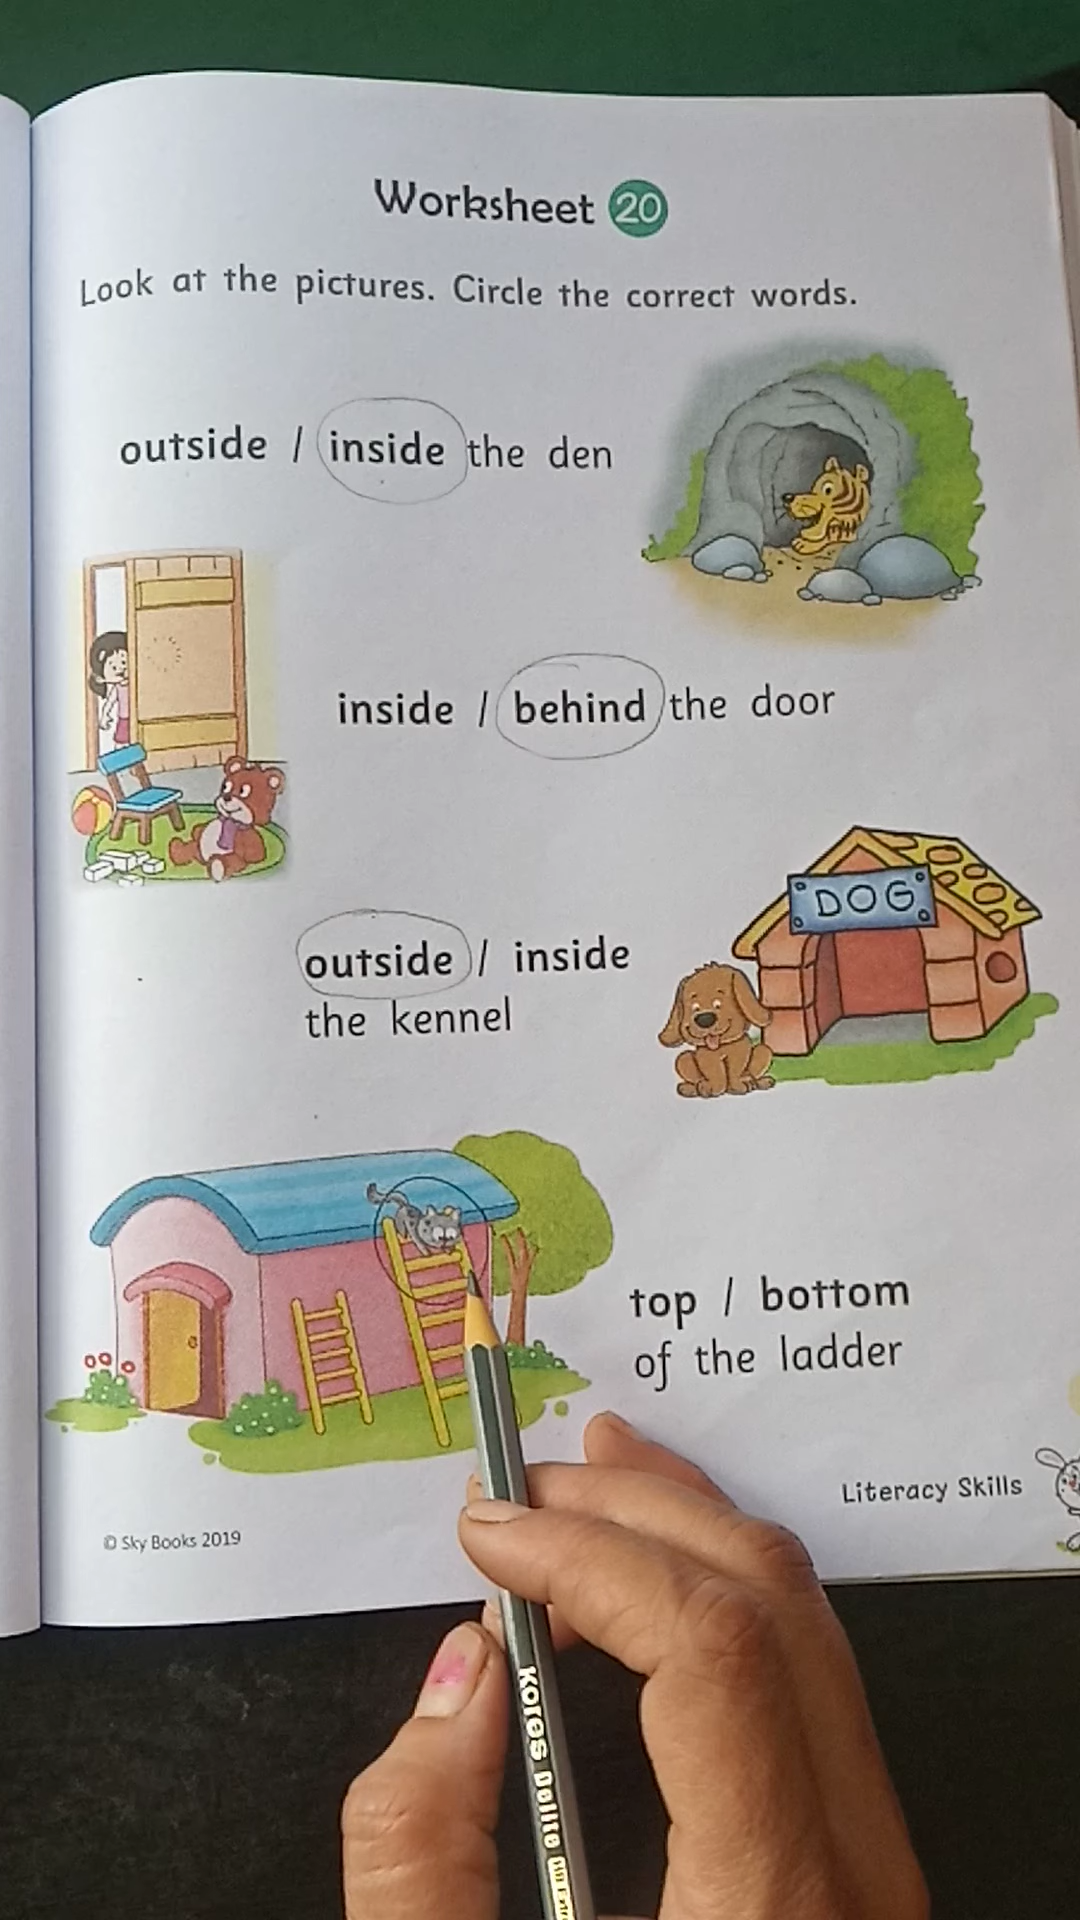 Worksheet 20
Look at the pictures. Circle the correct words.
outside / inside the den
inside / behind the door
DOG
outside / inside
the kennel
top / bottom
of the ladder
Literacy Skills
© Sky Books 2019
Kores Delite